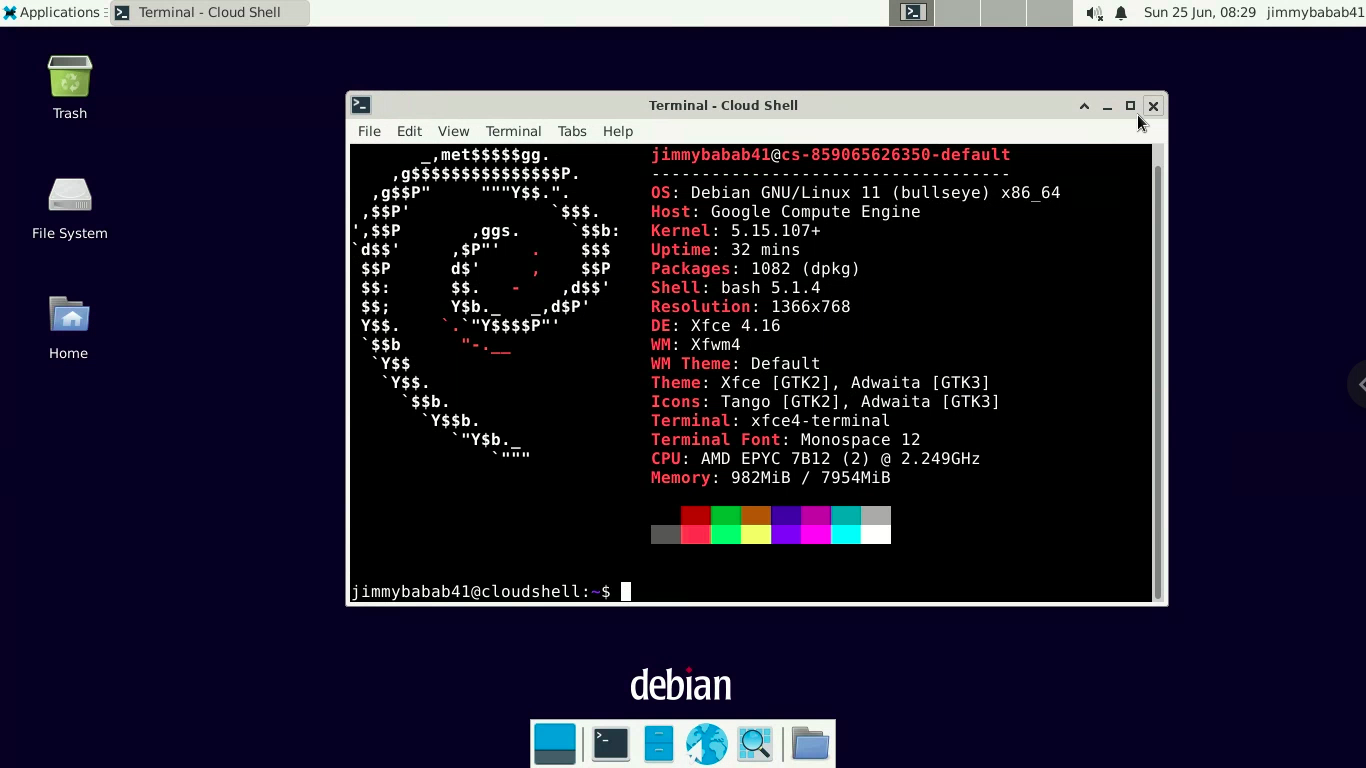 Applications
Terminal - Cloud Shell
Sun 25 Jun, 08:29
jimmybabab41
Trash
File System
Home
Terminal - Cloud Shell
File Edit View Terminal Tabs Help
_,met$$$$$gg.
,g$$$$$$$$$$$$$$$P.
,g$$P" """Y$$.".
,$$P' `$$$.
',$$P ,ggs. `$$b:
`d$$' ,$P"' . $$$
$$P d$' , $$P
$$: $$. - ,d$$'
$$; Y$b._ _,d$P'
Y$$. `.`"Y$$$$P"'
`$$b "-.__
`Y$$
`Y$$.
`$$b.
`Y$$b.
`"Y$b._
`"""
jimmybabab41@cs-859065626350-default
------------------------------------
OS: Debian GNU/Linux 11 (bullseye) x86_64
Host: Google Compute Engine
Kernel: 5.15.107+
Uptime: 32 mins
Packages: 1082 (dpkg)
Shell: bash 5.1.4
Resolution: 1366x768
DE: Xfce 4.16
WM: Xfwm4
WM Theme: Default
Theme: Xfce [GTK2], Adwaita [GTK3]
Icons: Tango [GTK2], Adwaita [GTK3]
Terminal: xfce4-terminal
Terminal Font: Monospace 12
CPU: AMD EPYC 7B12 (2) @ 2.249GHz
Memory: 982MiB / 7954MiB
jimmybabab41@cloudshell:~$
debian